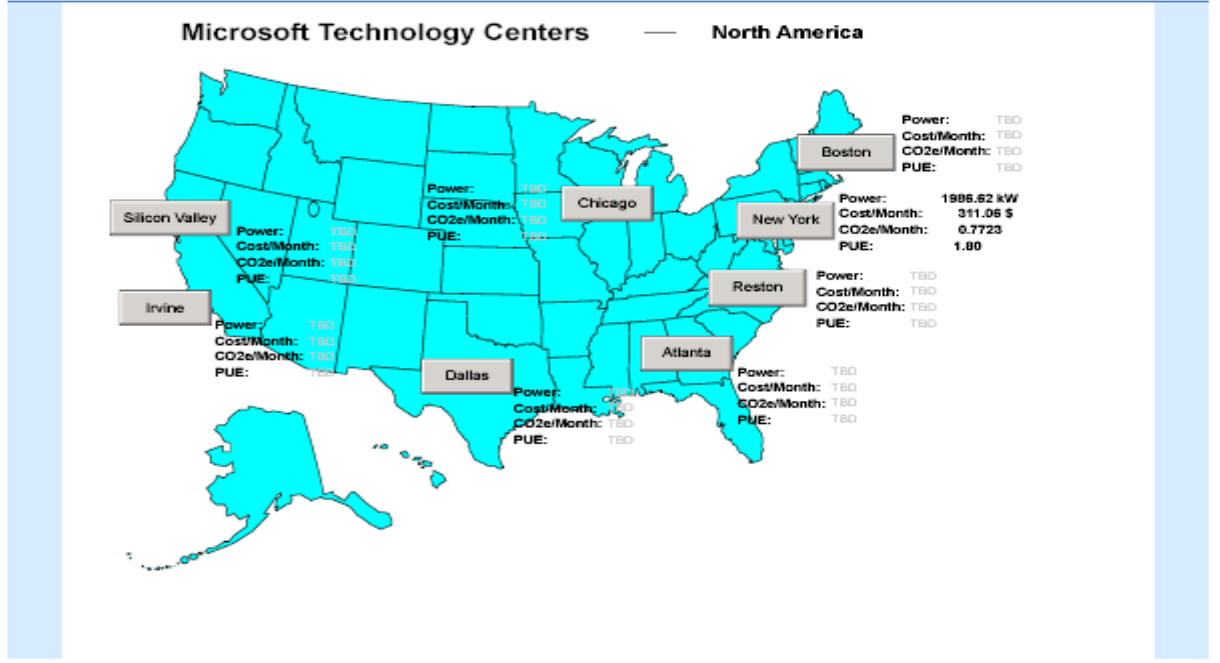 Microsoft Technology Centers — North America
Boston
Power: TBD
Cost/Month: TBD
CO2e/Month: TBD
PUE: TBD
Chicago
Power: TBD
Cost/Month: TBD
CO2e/Month: TBD
PUE: TBD
New York
Power: 1986.62 kW
Cost/Month: 311.06 $
CO2e/Month: 0.7723
PUE: 1.80
Silicon Valley
Power: TBD
Cost/Month: TBD
CO2e/Month: TBD
PUE: TBD
Reston
Power: TBD
Cost/Month: TBD
CO2e/Month: TBD
PUE: TBD
Irvine
Power: TBD
Cost/Month: TBD
CO2e/Month: TBD
PUE: TBD
Atlanta
Power: TBD
Cost/Month: TBD
CO2e/Month: TBD
PUE: TBD
Dallas
Power: TBD
Cost/Month: TBD
CO2e/Month: TBD
PUE: TBD